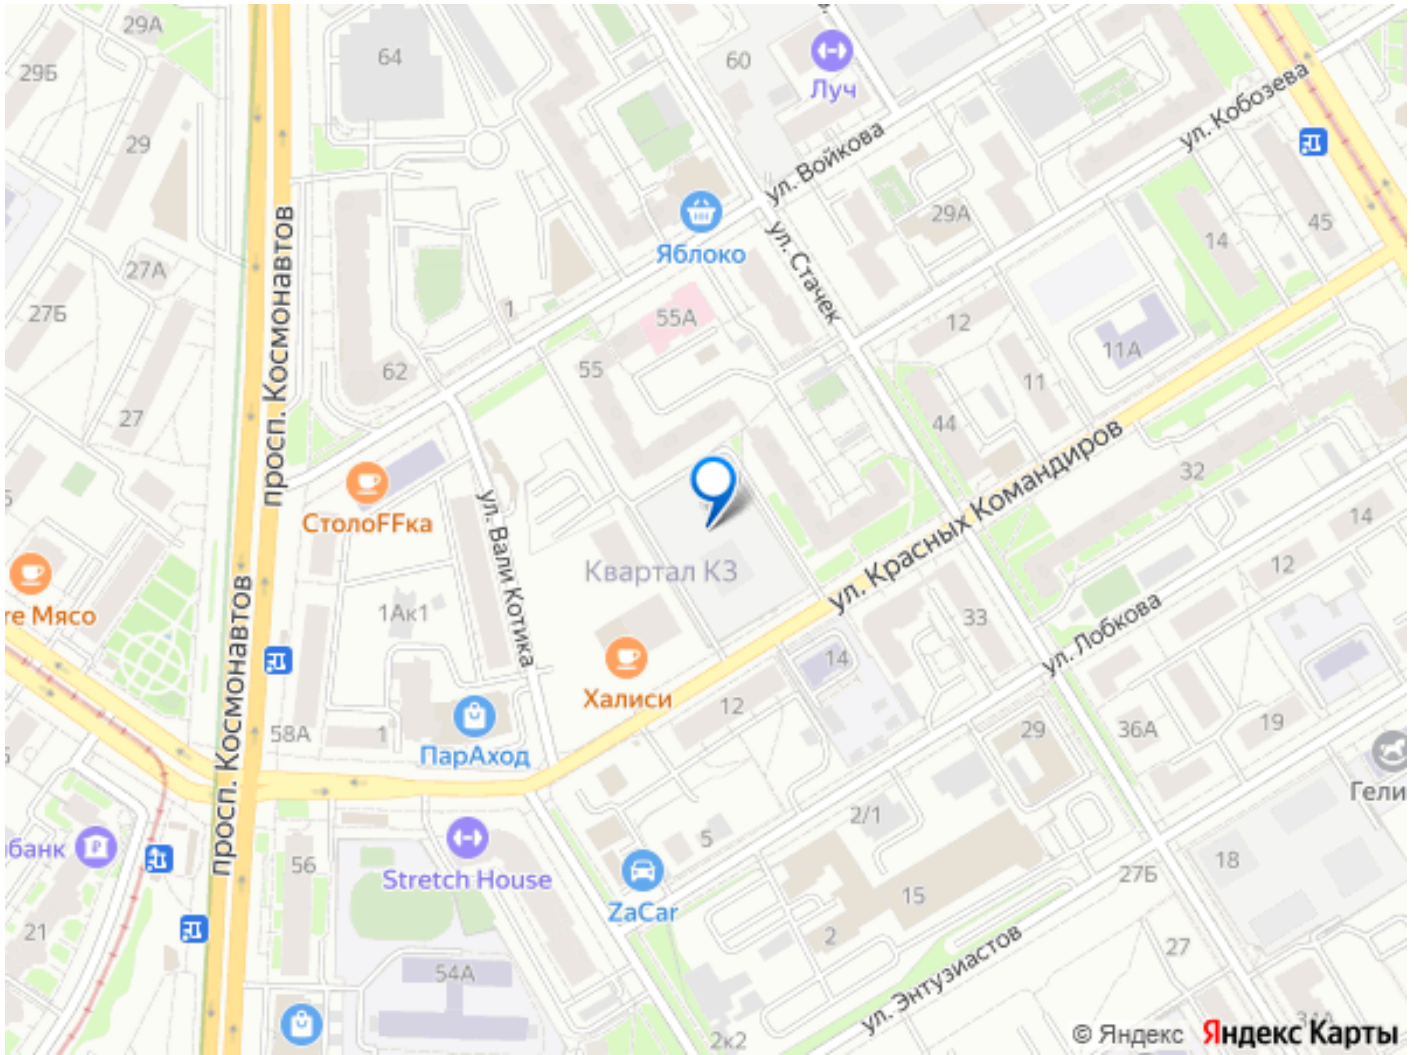 29А
64
60
29Б
Луч
ул. Кобозева
29
ул. Войкова
29А
Яблоко
ул. Стачек
14
45
27А
просп. Космонавтов
27Б
1
55А
12
11А
62
55
11
27
44
ул. Красных Командиров
32
СтолоFFка
ул. Вали Котика
14
Квартал КЗ
12
re Мясо
1Ак1
33
ул. Лобкова
просп. Космонавтов
14
Халиси
12
58А
1
ПарАход
29
36А
19
Гели
2/1
5
банк
56
Stretch House
18
27Б
ZaCar
15
21
2
ул. Энтузиастов
27
54А
2к2
34А
© Яндекс
Яндекс Карты